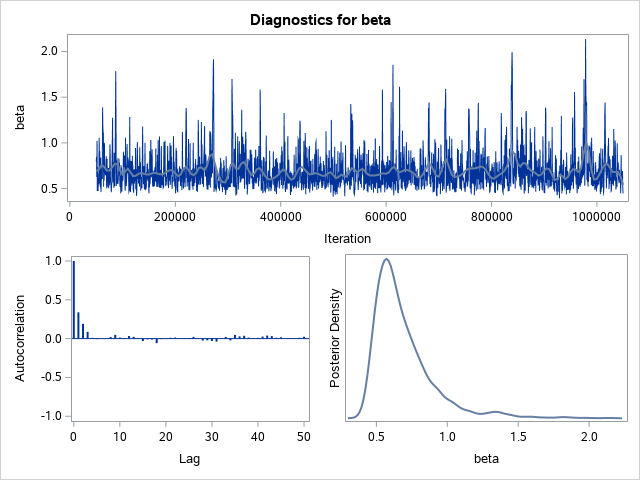 Diagnostics for beta
beta
2.0
1.5
1.0
0.5
0 200000 400000 600000 800000 1000000
Iteration
Autocorrelation
1.0
0.5
0.0
-0.5
-1.0
0 10 20 30 40 50
Lag
Posterior Density
0.5 1.0 1.5 2.0
beta